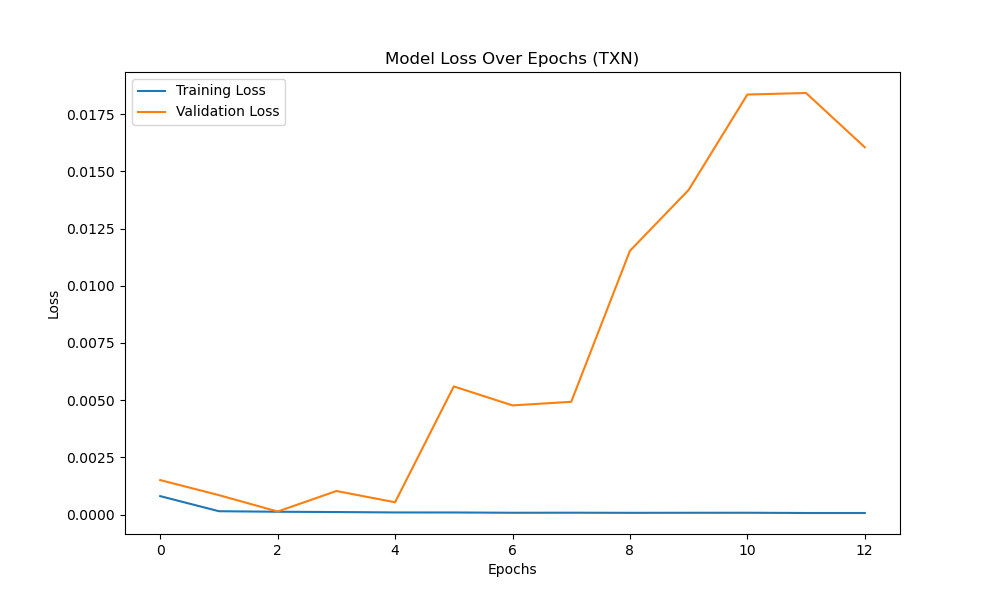 Model Loss Over Epochs (TXN)
Training Loss
Validation Loss
0.0175
0.0150
0.0125
0.0100
0.0075
0.0050
0.0025
0.0000
Loss
0 2 4 6 8 10 12
Epochs